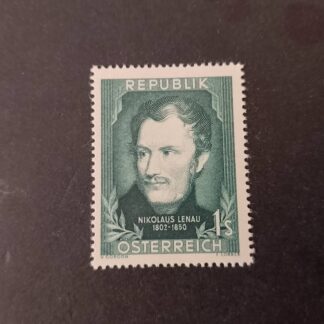 REPUBLIK
NIKOLAUS LENAU
1802-1850
1S
ÖSTERREICH